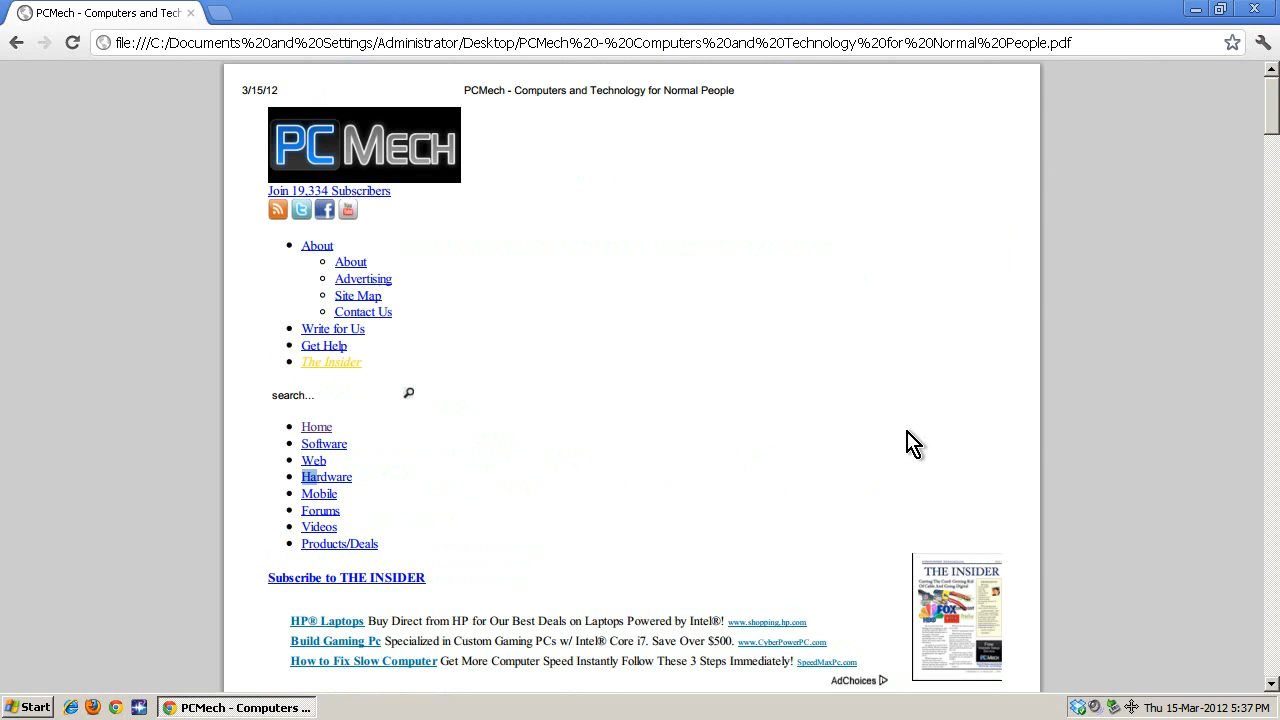 PCMech - Computers and Tech
file:///C:/Documents%20and%20Settings/Administrator/Desktop/PCMech%20-%20Computers%20and%20Technology%20for%20Normal%20People.pdf
3/15/12 PCMech - Computers and Technology for Normal People
PC MECH
Join 19,334 Subscribers
About
About
Advertising
Site Map
Contact Us
Write for Us
Get Help
The Insider
search...
Home
Software
Web
Hardware
Mobile
Forums
Videos
Products/Deals
Subscribe to THE INSIDER
THE INSIDER
FOX
HP® Laptops Buy Direct from HP for Our Best Deals on Laptops Powered by Intel®! www.shopping.hp.com
Build Gaming Pc Specialized in Custom Gaming PCs w/ Intel® Core i7. Starts at $799. www.CyberPowerPC.com
How to Fix Slow Computer Get More Computer Speed Instantly Follow These 3 Steps Immediately! SpeedMaxPc.com
AdChoices
Start
PCMech - Computers ...
Thu 15-Mar-2012 5:37 PM